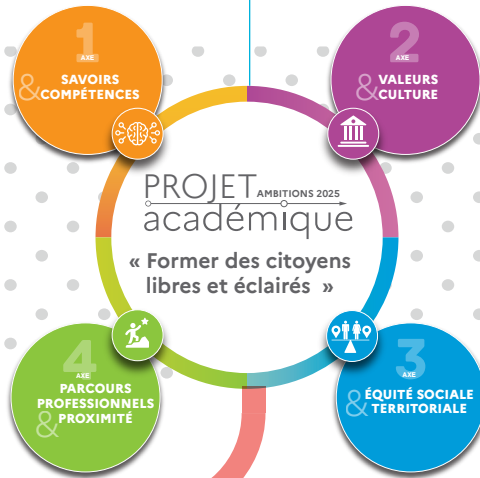 1
AXE
SAVOIRS
& COMPÉTENCES
2
AXE
VALEURS
& CULTURE
PROJET AMBITIONS 2025
académique
« Former des citoyens
libres et éclairés »
4
AXE
PARCOURS
PROFESSIONNELS
& PROXIMITÉ
3
AXE
ÉQUITÉ SOCIALE
& TERRITORIALE